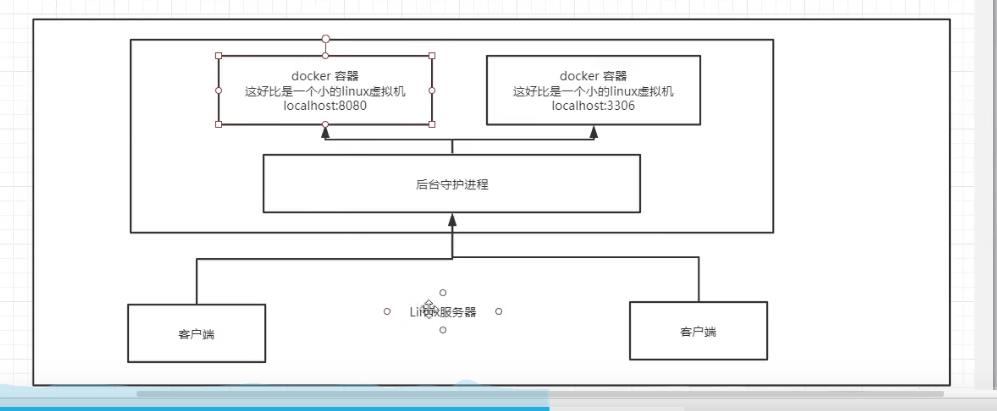 docker 容器
这好比是一个小的linux虚拟机
localhost:8080
docker 容器
这好比是一个小的linux虚拟机
localhost:3306
后台守护进程
客户端
Linux服务器
客户端